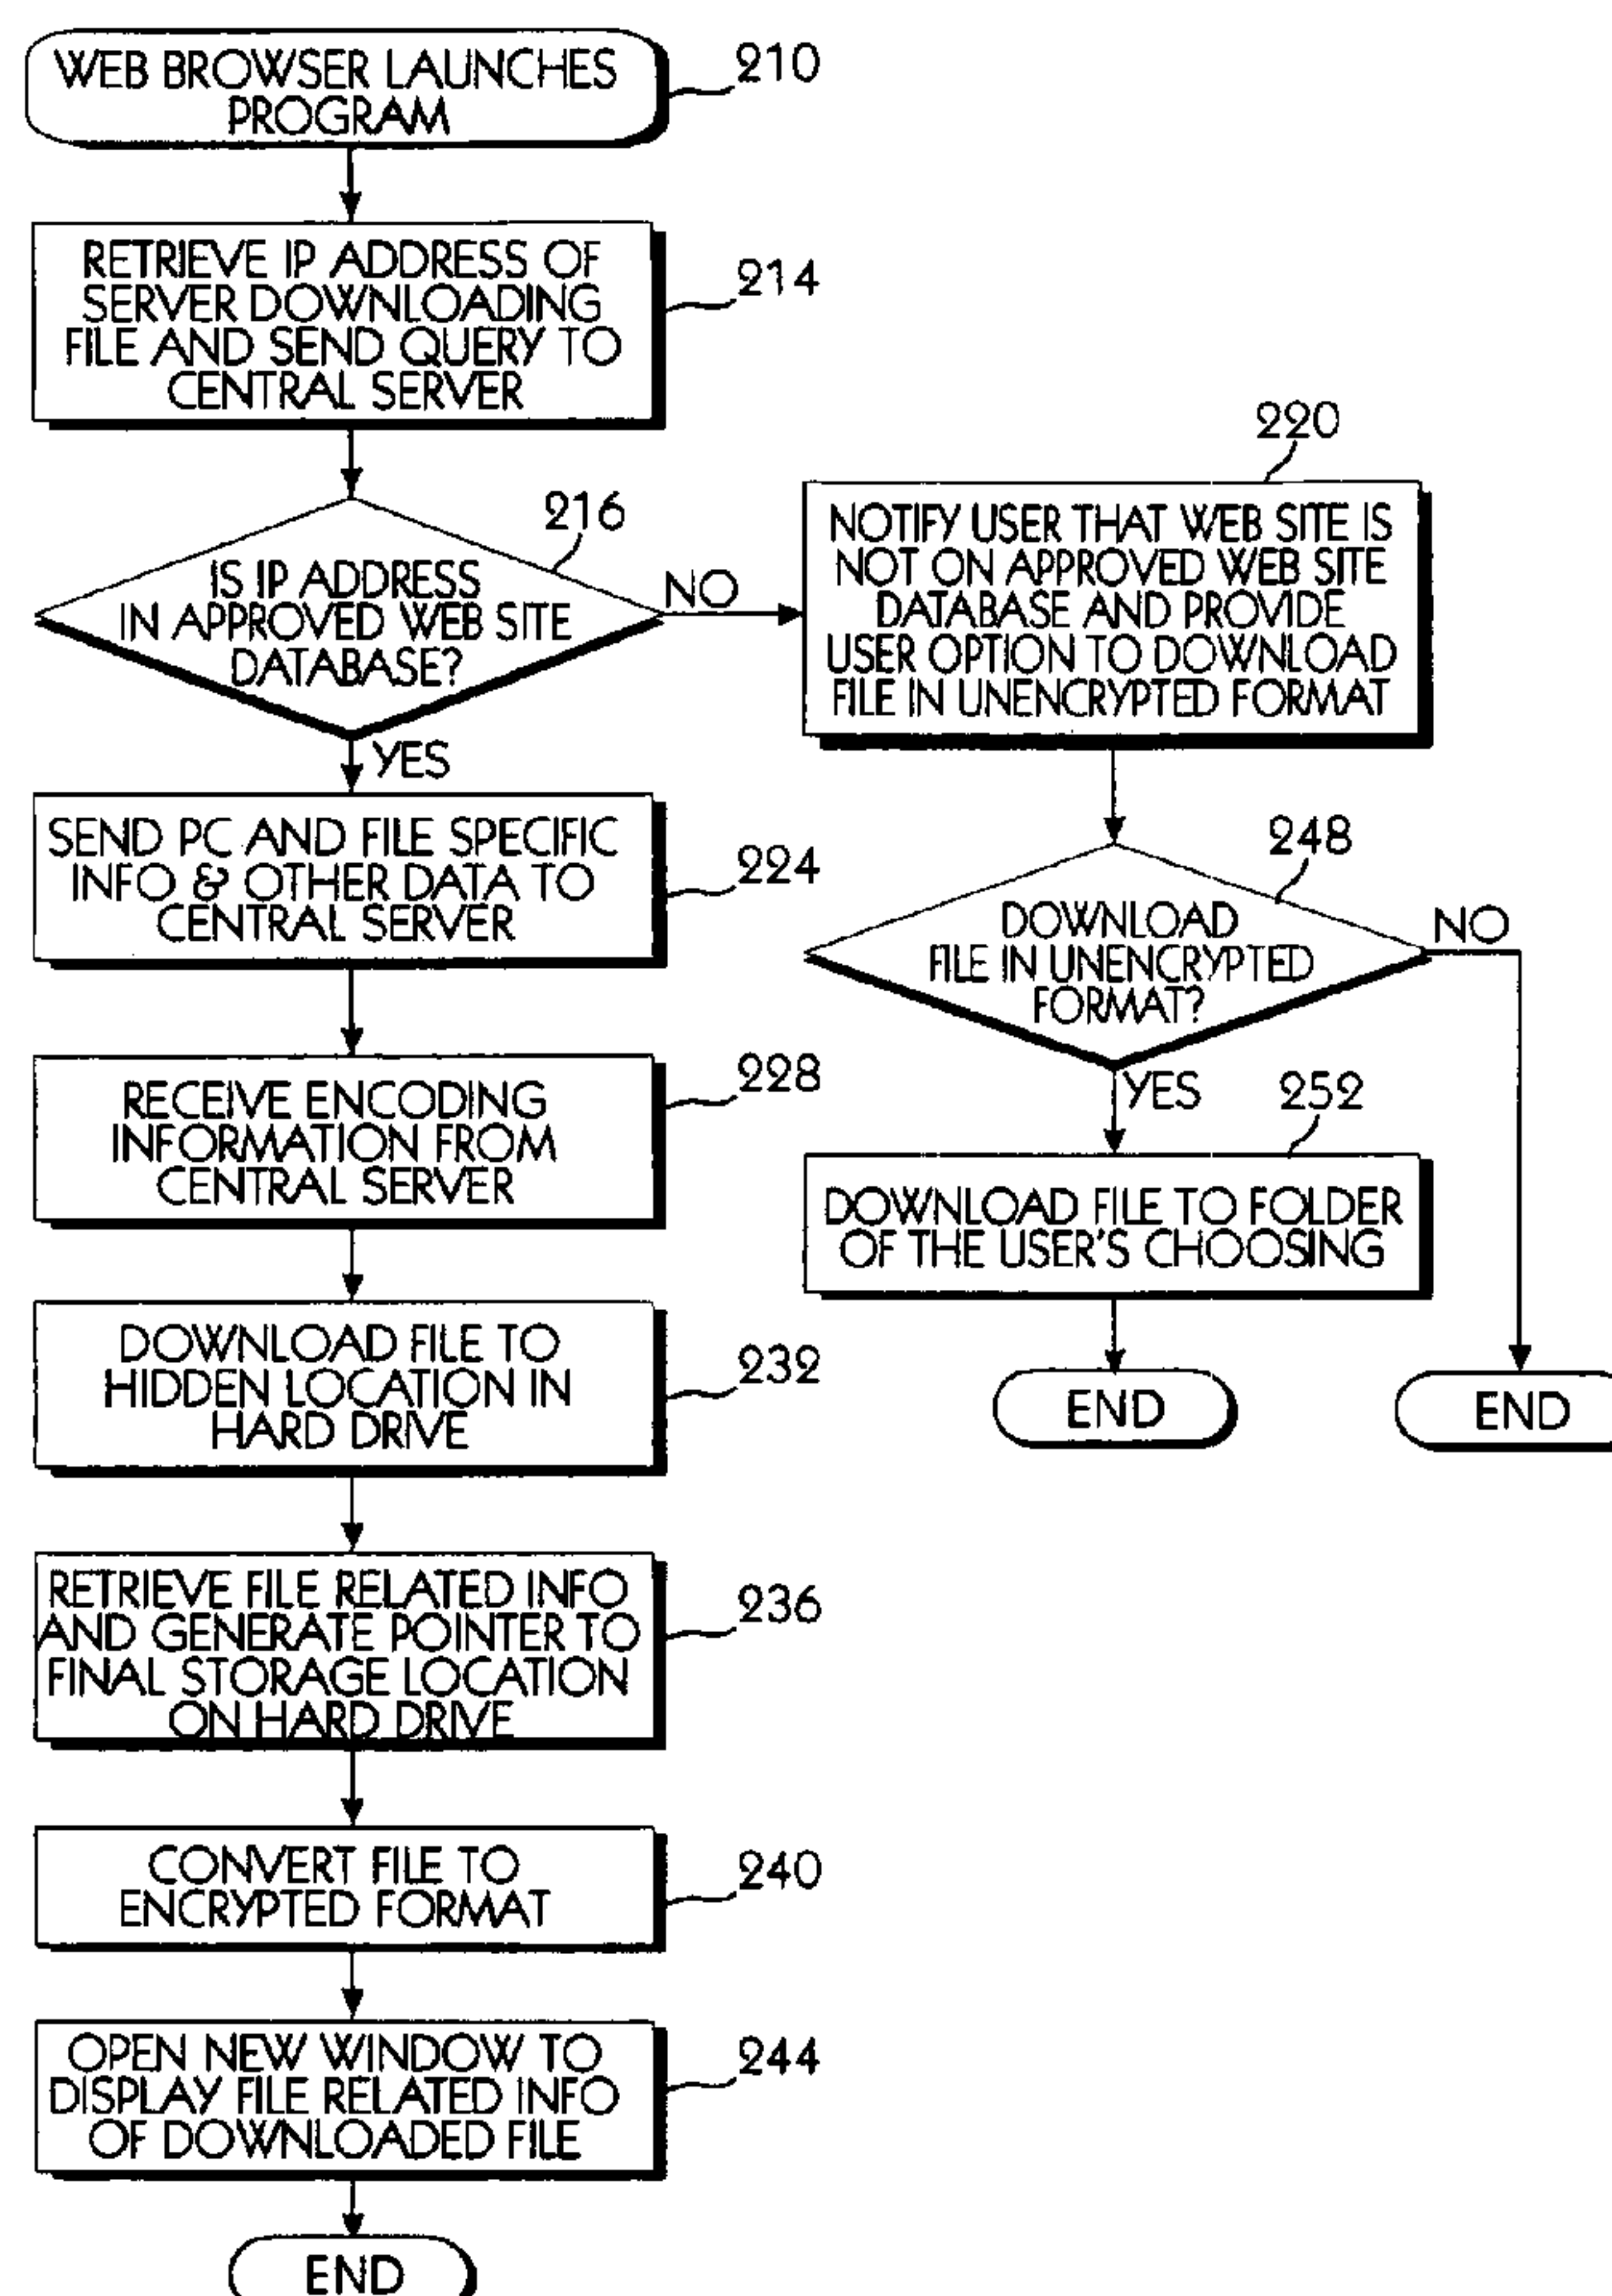 WEB BROWSER LAUNCHES
PROGRAM
210
RETRIEVE IP ADDRESS OF
SERVER DOWNLOADING
FILE AND SEND QUERY TO
CENTRAL SERVER
214
IS IP ADDRESS
IN APPROVED WEB SITE
DATABASE?
216
NO
YES
220
NOTIFY USER THAT WEB SITE IS
NOT ON APPROVED WEB SITE
DATABASE AND PROVIDE
USER OPTION TO DOWNLOAD
FILE IN UNENCRYPTED FORMAT
SEND PC AND FILE SPECIFIC
INFO & OTHER DATA TO
CENTRAL SERVER
224
248
DOWNLOAD
FILE IN UNENCRYPTED
FORMAT?
NO
YES
RECEIVE ENCODING
INFORMATION FROM
CENTRAL SERVER
228
252
DOWNLOAD FILE TO FOLDER
OF THE USER'S CHOOSING
END
END
DOWNLOAD FILE TO
HIDDEN LOCATION IN
HARD DRIVE
232
RETRIEVE FILE RELATED INFO
AND GENERATE POINTER TO
FINAL STORAGE LOCATION
ON HARD DRIVE
236
CONVERT FILE TO
ENCRYPTED FORMAT
240
OPEN NEW WINDOW TO
DISPLAY FILE RELATED INFO
OF DOWNLOADED FILE
244
END